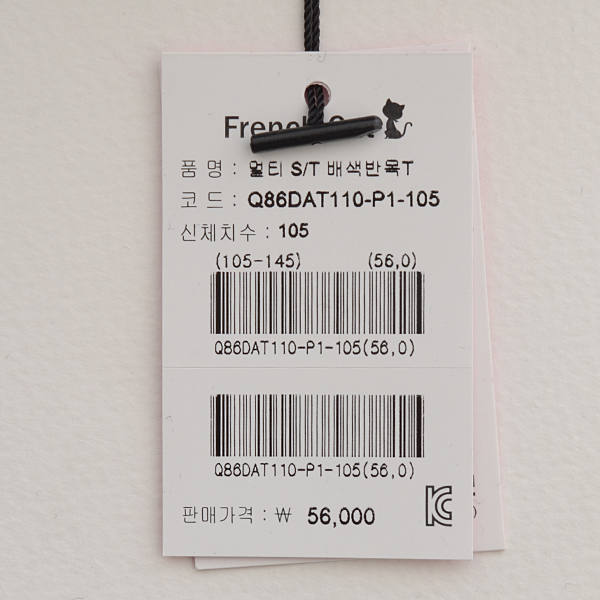 French Cat
품 명 : 멀티 S/T 배색반목T
코 드 : Q86DAT110-P1-105
신체치수 : 105
(105-145) (56,0)
Q86DAT110-P1-105(56,0)
Q86DAT110-P1-105(56,0)
판매가격 : ₩ 56,000